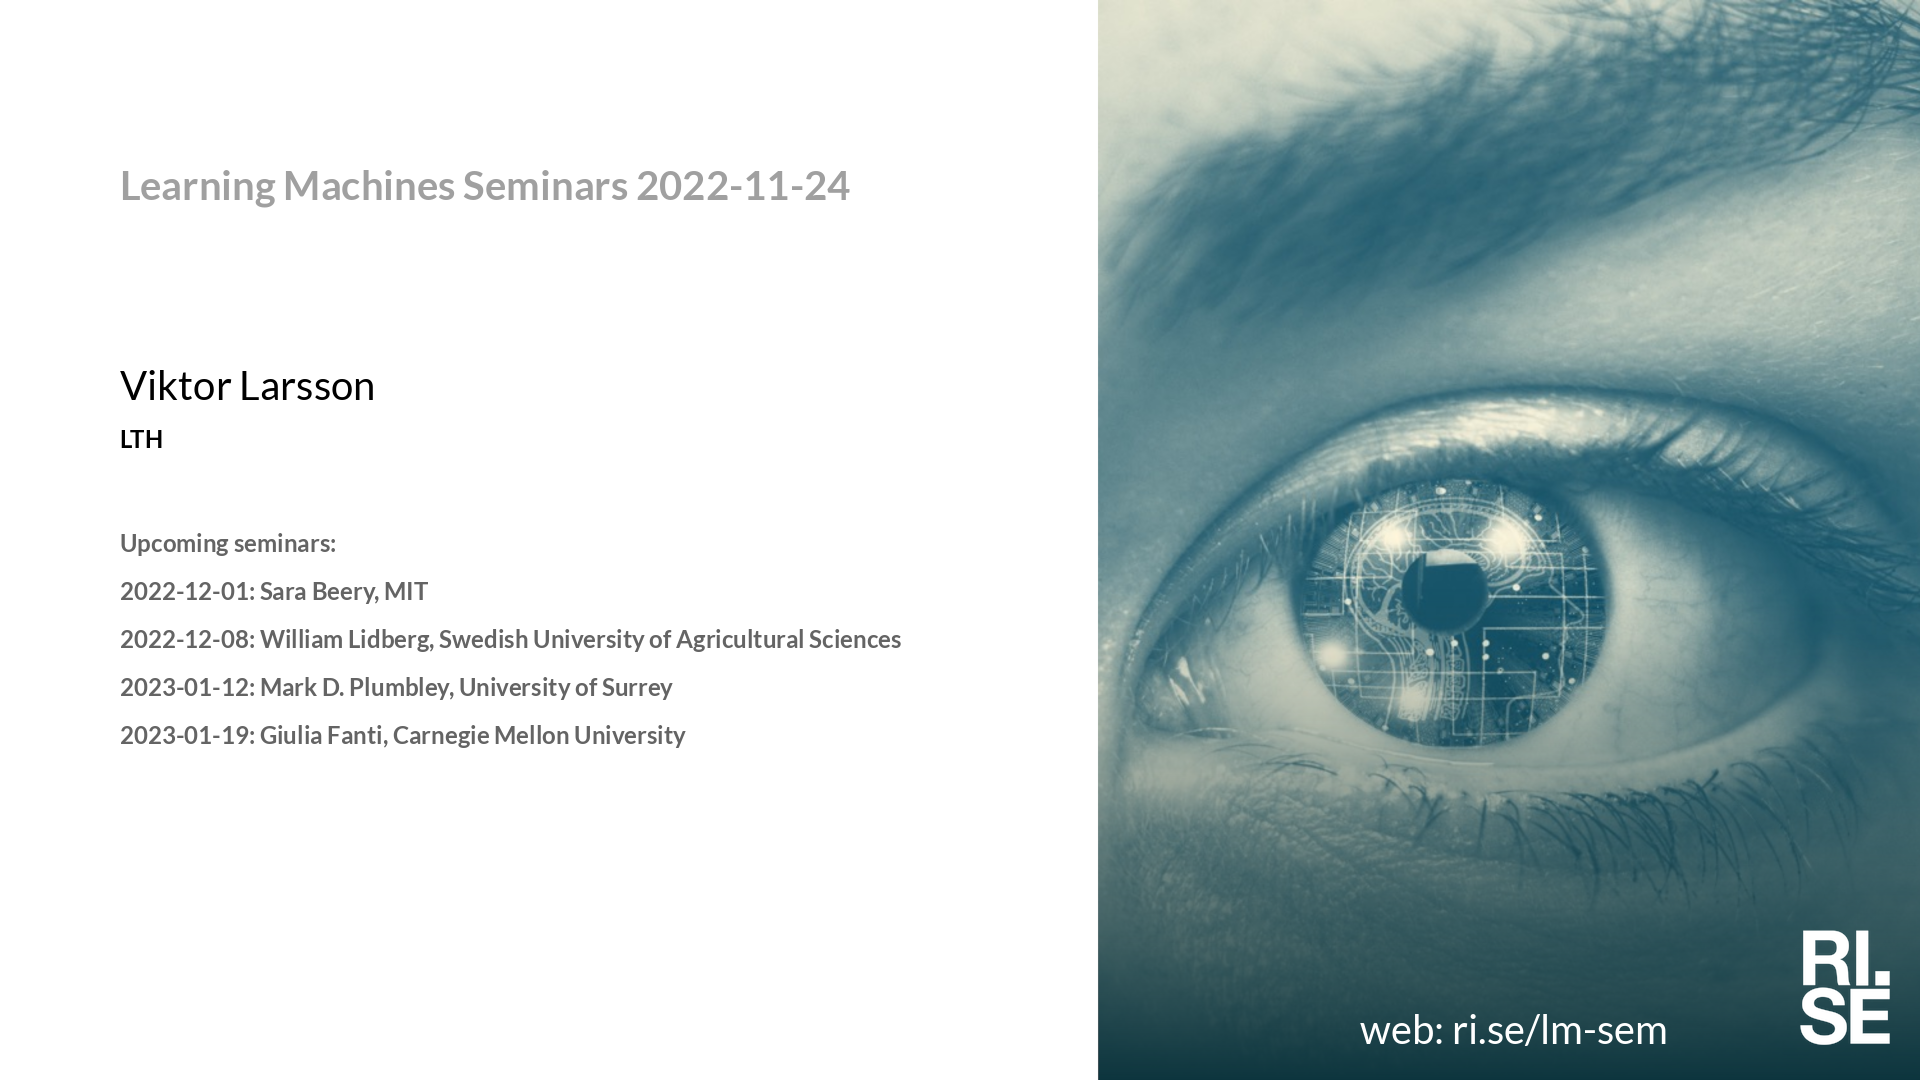 Learning Machines Seminars 2022-11-24
Viktor Larsson
LTH
Upcoming seminars:
2022-12-01: Sara Beery, MIT
2022-12-08: William Lidberg, Swedish University of Agricultural Sciences
2023-01-12: Mark D. Plumbley, University of Surrey
2023-01-19: Giulia Fanti, Carnegie Mellon University
RI.
SE
web: ri.se/lm-sem